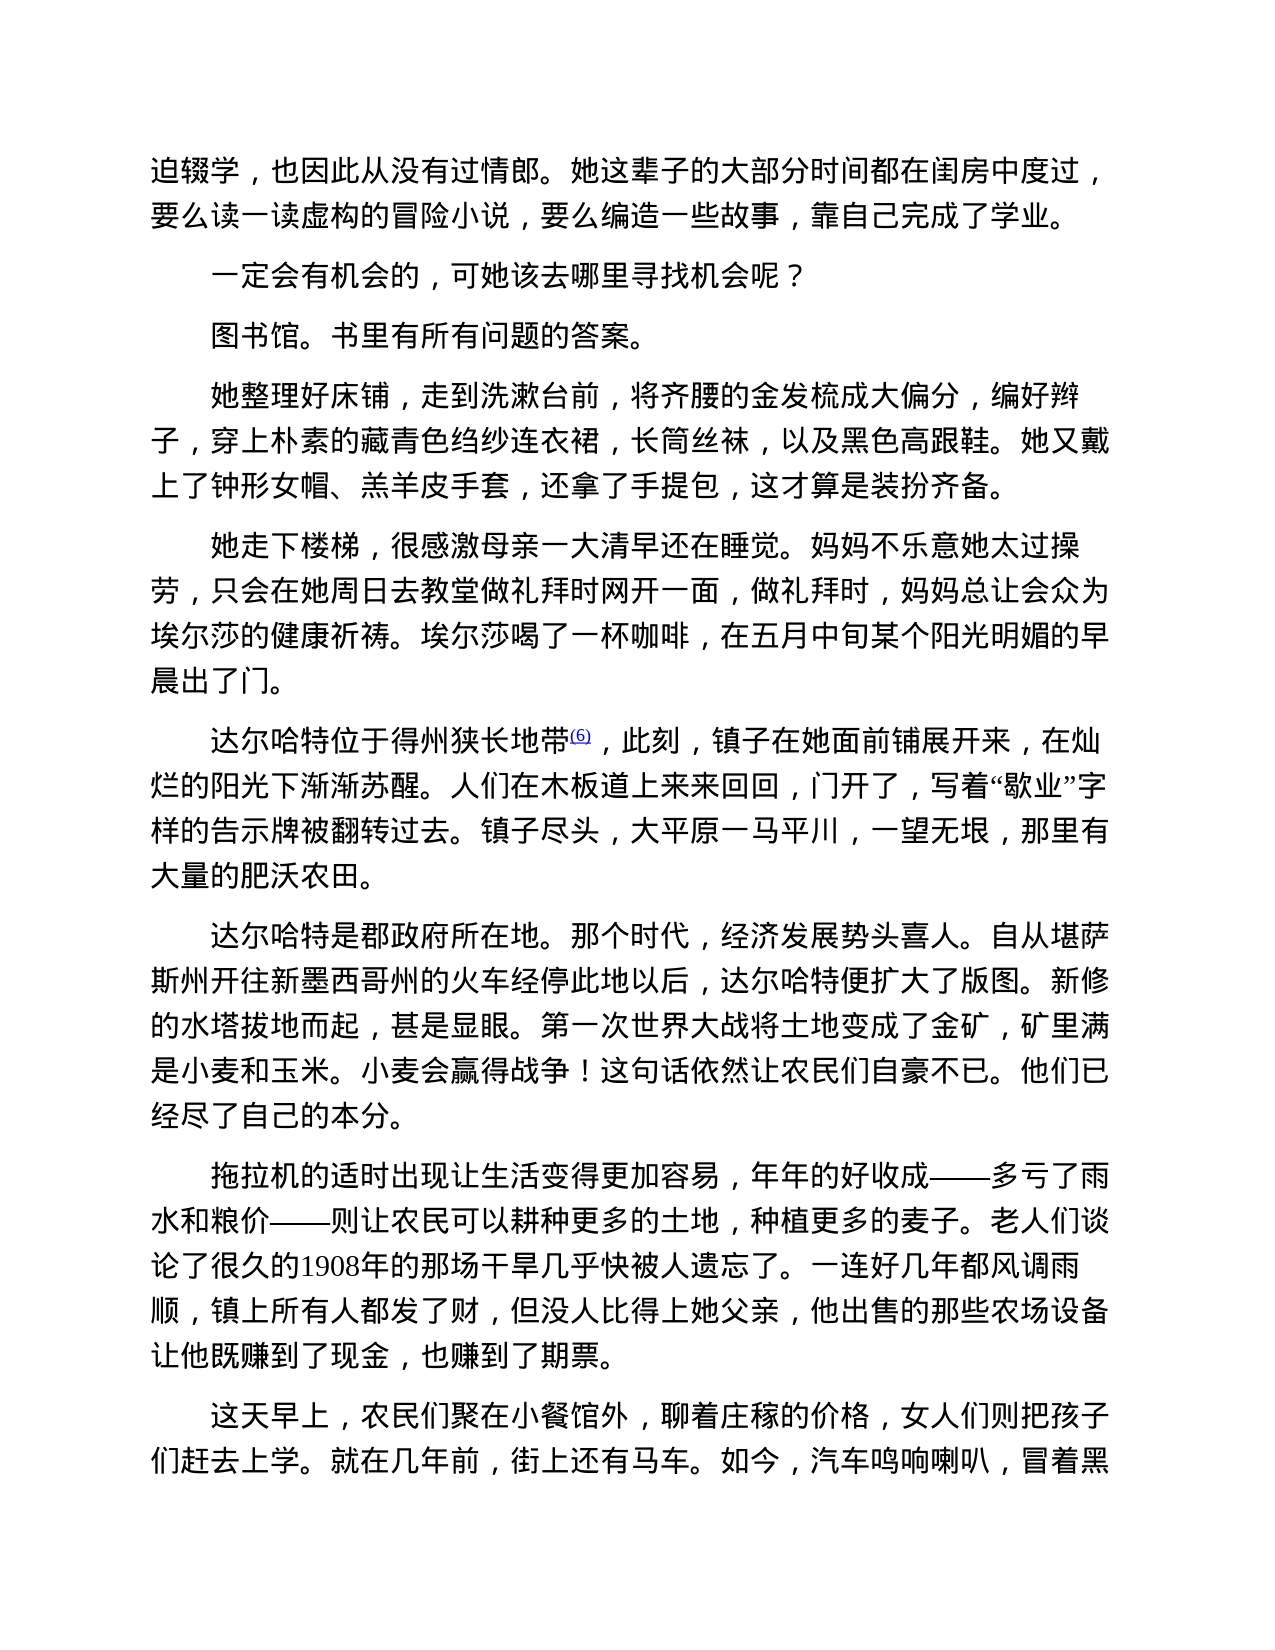 迫辍学，也因此从没有过情郎。她这辈子的大部分时间都在闺房中度过，
要么读一读虚构的冒险小说，要么编造一些故事，靠自己完成了学业。
一定会有机会的，可她该去哪里寻找机会呢？
图书馆。书里有所有问题的答案。
她整理好床铺，走到洗漱台前，将齐腰的金发梳成大偏分，编好辫
子，穿上朴素的藏青色绉纱连衣裙，长筒丝袜，以及黑色高跟鞋。她又戴
上了钟形女帽、羔羊皮手套，还拿了手提包，这才算是装扮齐备。
她走下楼梯，很感激母亲一大清早还在睡觉。妈妈不乐意她太过操
劳，只会在她周日去教堂做礼拜时网开一面，做礼拜时，妈妈总让会众为
埃尔莎的健康祈祷。埃尔莎喝了一杯咖啡，在五月中旬某个阳光明媚的早
晨出了门。
达尔哈特位于得州狭长地带(6)，此刻，镇子在她面前铺展开来，在灿
烂的阳光下渐渐苏醒。人们在木板道上来来回回，门开了，写着“歇业”字
样的告示牌被翻转过去。镇子尽头，大平原一马平川，一望无垠，那里有
大量的肥沃农田。
达尔哈特是郡政府所在地。那个时代，经济发展势头喜人。自从堪萨
斯州开往新墨西哥州的火车经停此地以后，达尔哈特便扩大了版图。新修
的水塔拔地而起，甚是显眼。第一次世界大战将土地变成了金矿，矿里满
是小麦和玉米。小麦会赢得战争！这句话依然让农民们自豪不已。他们已
经尽了自己的本分。
拖拉机的适时出现让生活变得更加容易，年年的好收成——多亏了雨
水和粮价——则让农民可以耕种更多的土地，种植更多的麦子。老人们谈
论了很久的1908年的那场干旱几乎快被人遗忘了。一连好几年都风调雨
顺，镇上所有人都发了财，但没人比得上她父亲，他出售的那些农场设备
让他既赚到了现金，也赚到了期票。
这天早上，农民们聚在小餐馆外，聊着庄稼的价格，女人们则把孩子
们赶去上学。就在几年前，街上还有马车。如今，汽车鸣响喇叭，冒着黑